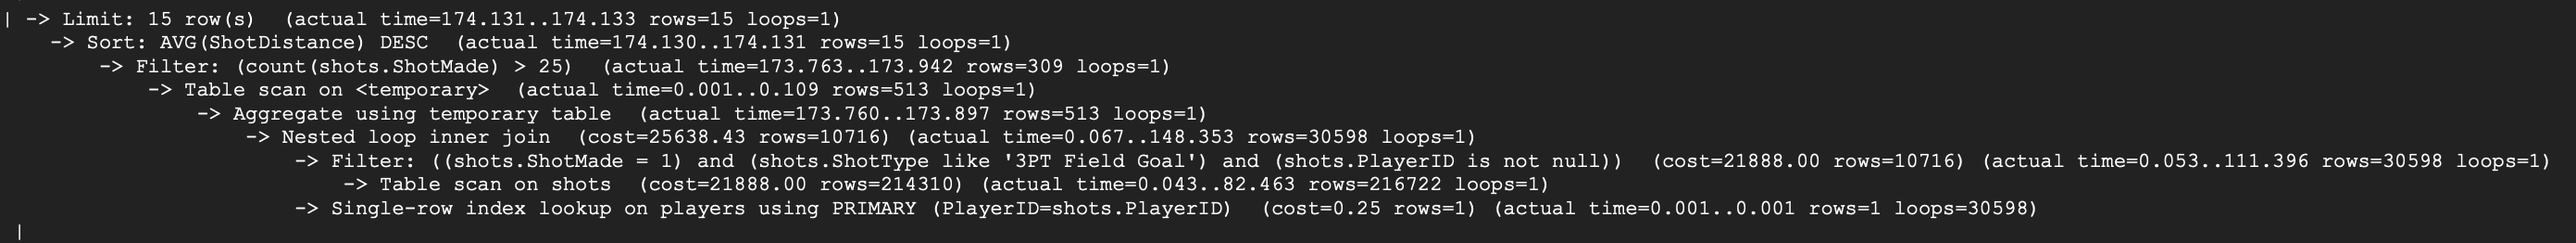 | -> Limit: 15 row(s)  (actual time=174.131..174.133 rows=15 loops=1)
    -> Sort: AVG(ShotDistance) DESC  (actual time=174.130..174.131 rows=15 loops=1)
        -> Filter: (count(shots.ShotMade) > 25)  (actual time=173.763..173.942 rows=309 loops=1)
            -> Table scan on <temporary>  (actual time=0.001..0.109 rows=513 loops=1)
                -> Aggregate using temporary table  (actual time=173.760..173.897 rows=513 loops=1)
                    -> Nested loop inner join  (cost=25638.43 rows=10716) (actual time=0.067..148.353 rows=30598 loops=1)
                        -> Filter: ((shots.ShotMade = 1) and (shots.ShotType like '3PT Field Goal') and (shots.PlayerID is not null))  (cost=21888.00 rows=10716) (actual time=0.053..111.396 rows=30598 loops=1)
                            -> Table scan on shots  (cost=21888.00 rows=214310) (actual time=0.043..82.463 rows=216722 loops=1)
                        -> Single-row index lookup on players using PRIMARY (PlayerID=shots.PlayerID)  (cost=0.25 rows=1) (actual time=0.001..0.001 rows=1 loops=30598)
 |